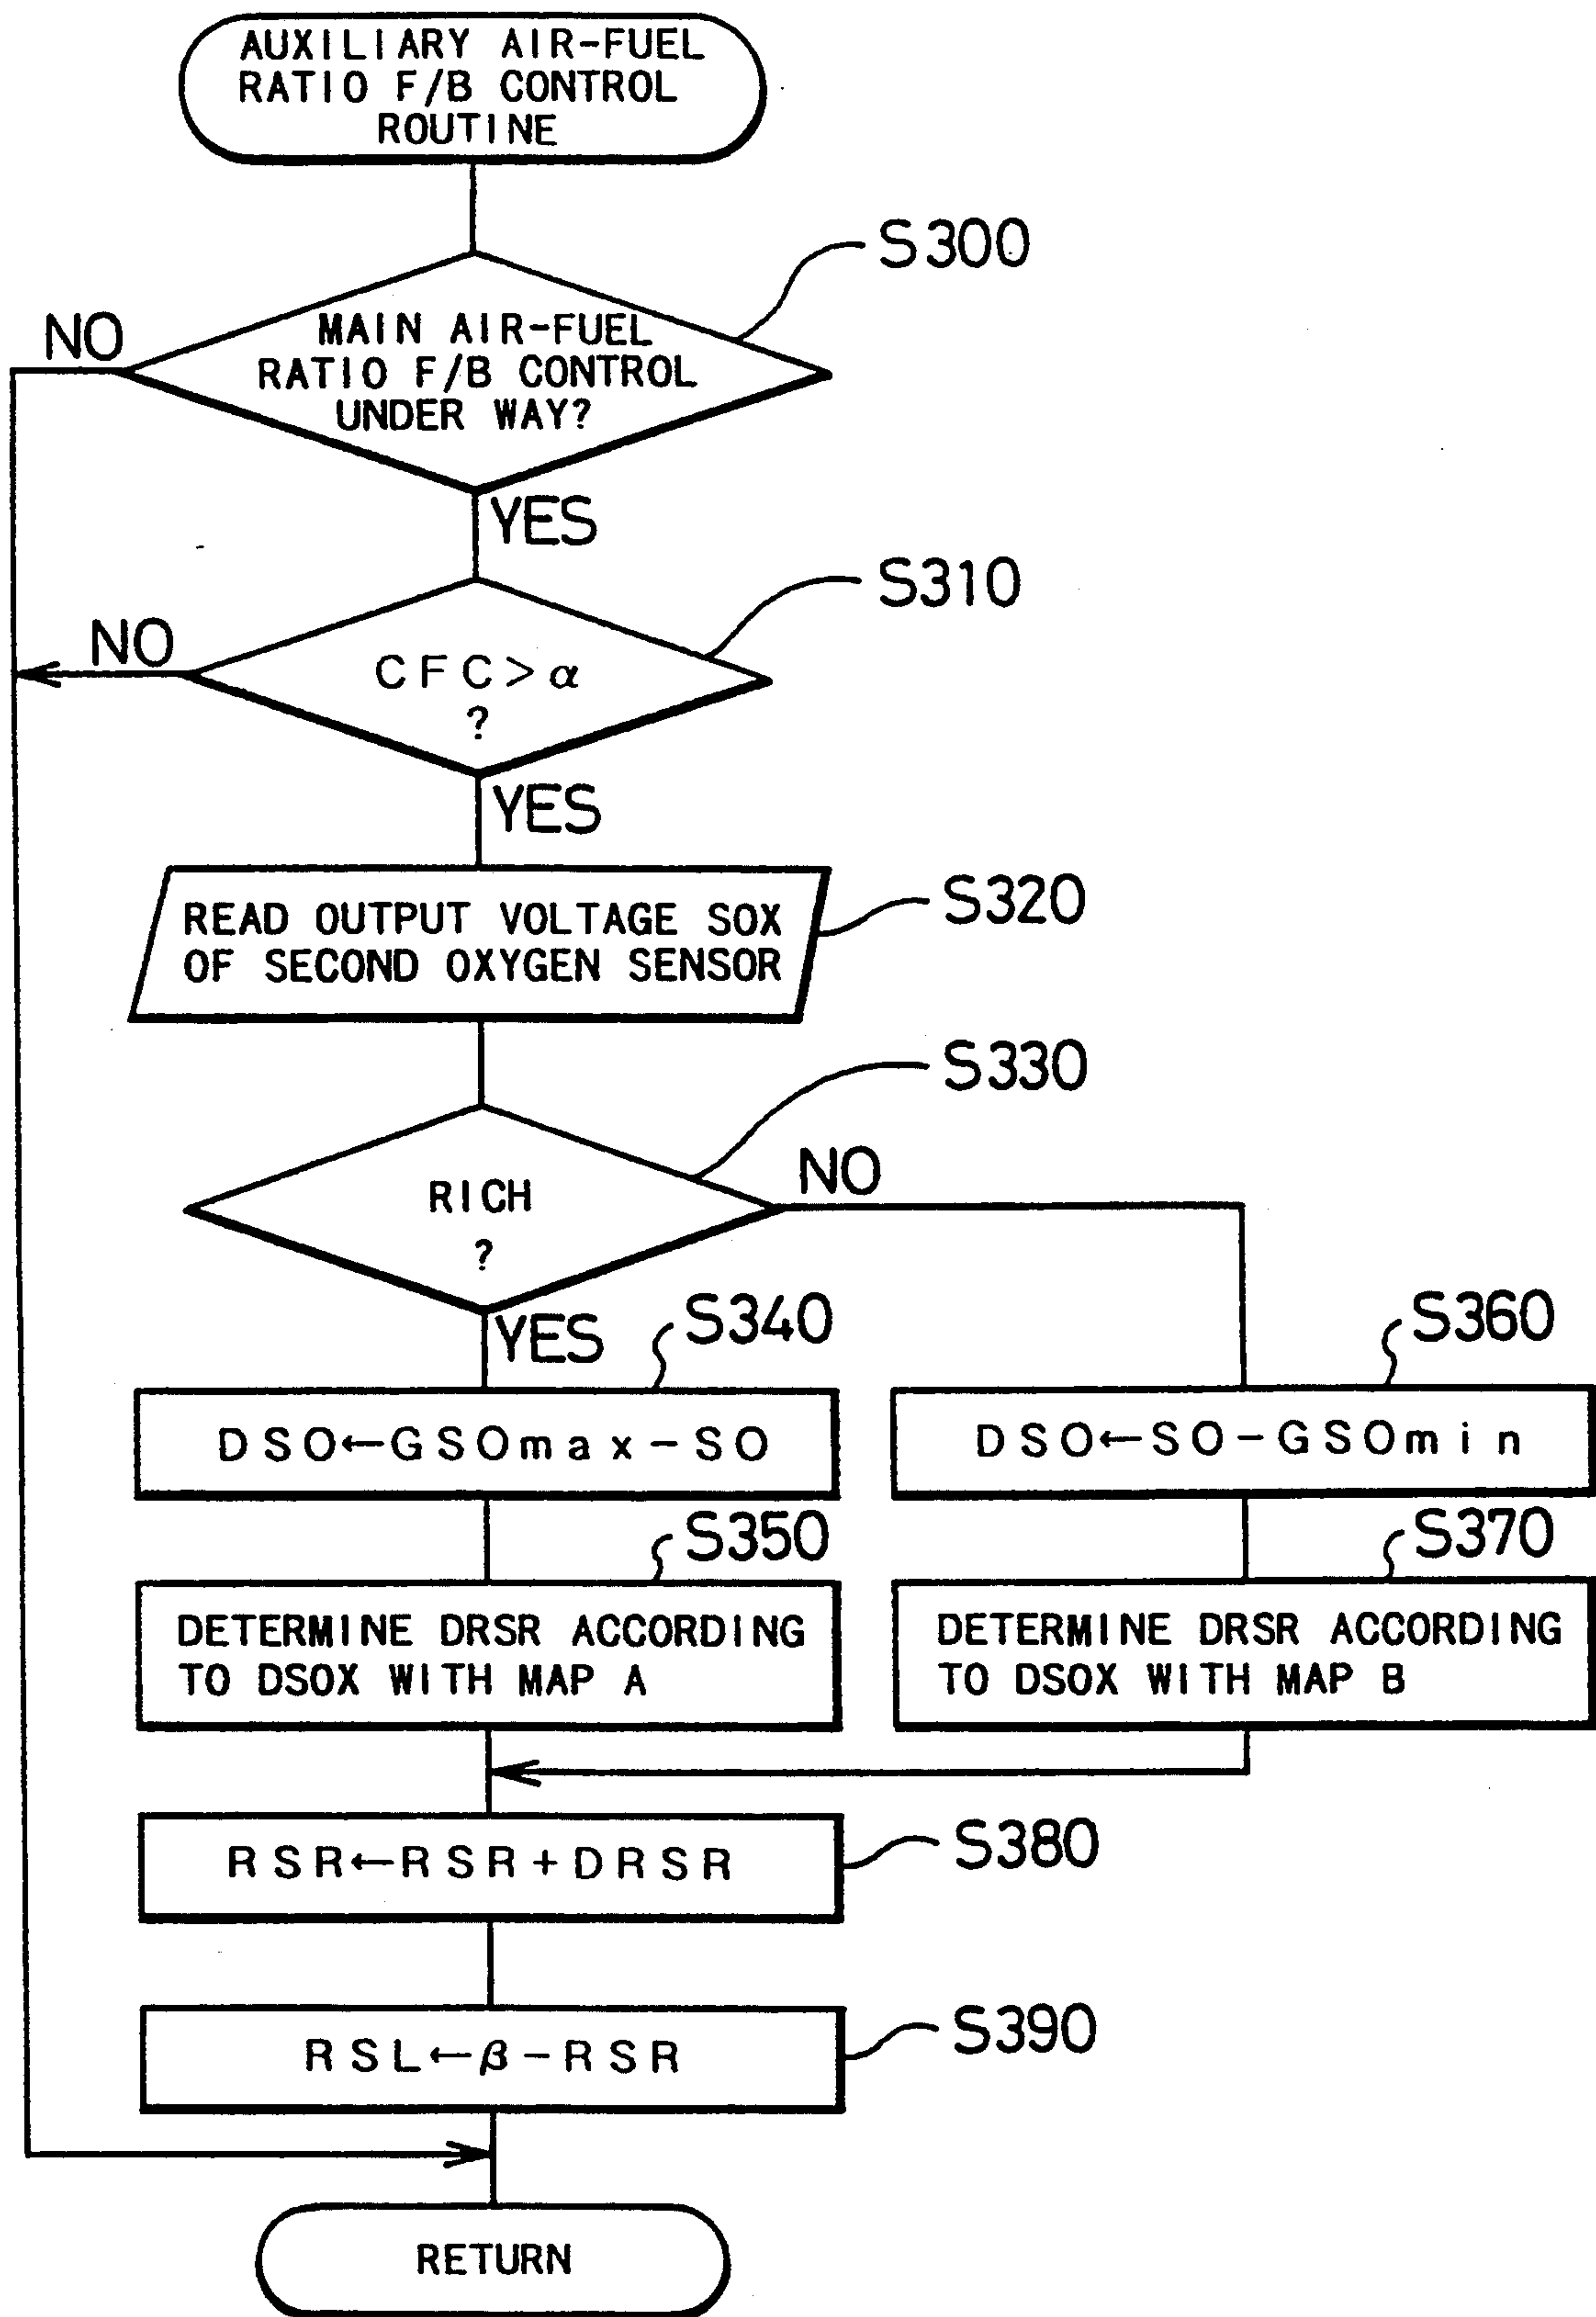 AUXILIARY AIR-FUEL
RATIO F/B CONTROL
ROUTINE
S300
NO
MAIN AIR-FUEL
RATIO F/B CONTROL
UNDER WAY?
YES
S310
NO
CFC>α
?
YES
S320
READ OUTPUT VOLTAGE SOX
OF SECOND OXYGEN SENSOR
S330
NO
RICH
?
YES
S340
S360
DSO←GSOmax-SO
DSO←SO-GSOmin
S350
S370
DETERMINE DRSR ACCORDING
TO DSOX WITH MAP A
DETERMINE DRSR ACCORDING
TO DSOX WITH MAP B
RSR←RSR+DRSR
S380
RSL←β-RSR
S390
RETURN